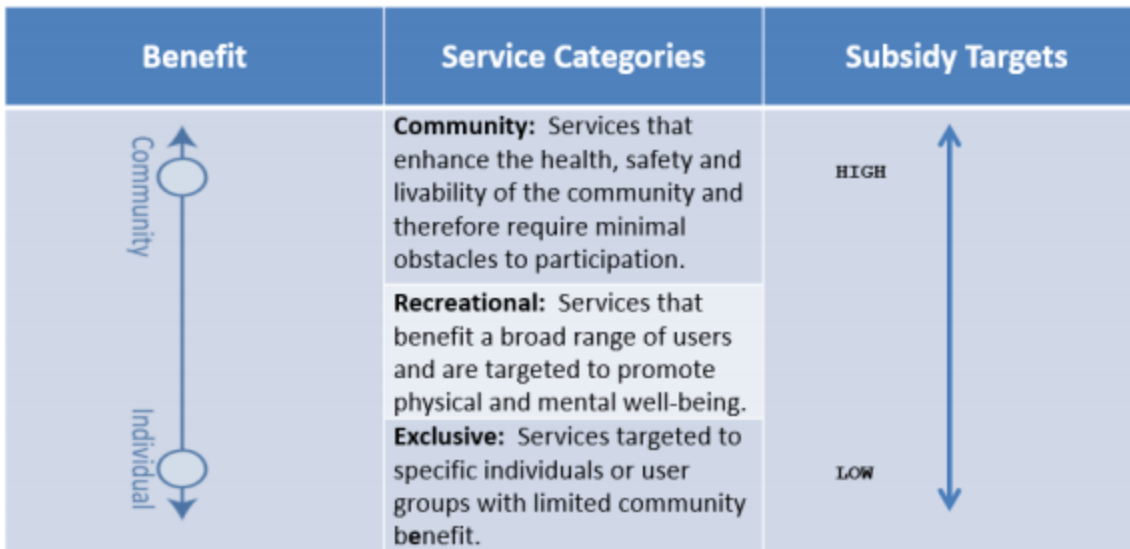 Benefit
Service Categories
Subsidy Targets
Community
Individual
Community: Services that
enhance the health, safety and
livability of the community and
therefore require minimal
obstacles to participation.
Recreational: Services that
benefit a broad range of users
and are targeted to promote
physical and mental well-being.
Exclusive: Services targeted to
specific individuals or user
groups with limited community
benefit.
HIGH
LOW